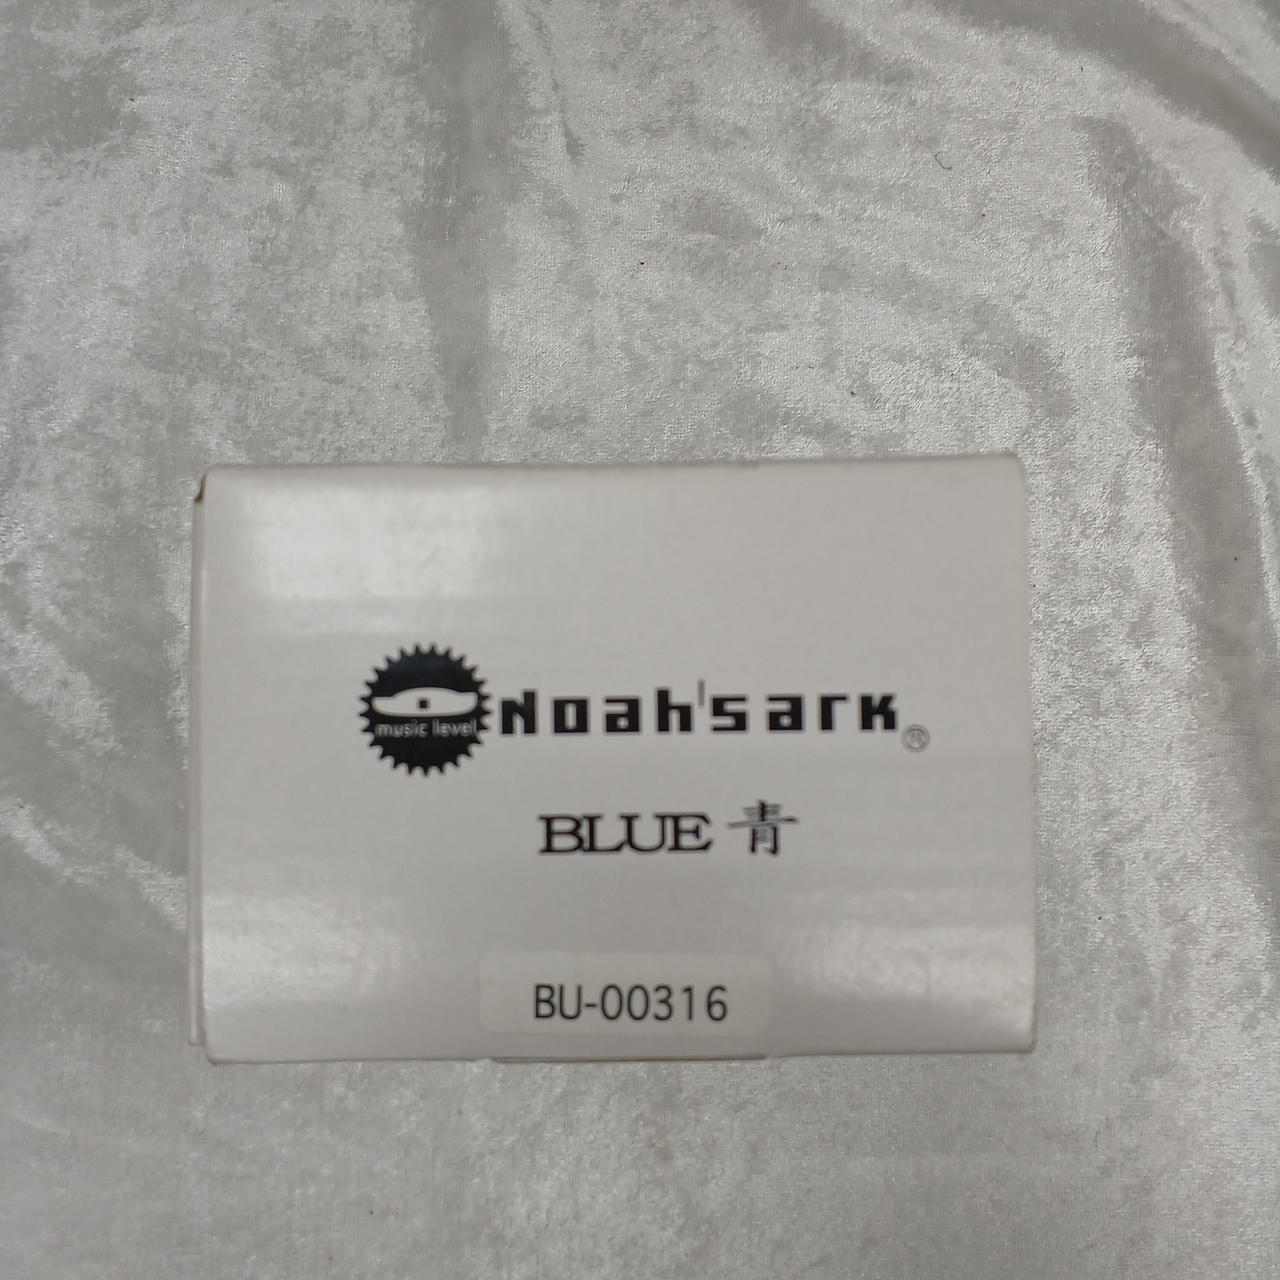 music level
Noah'sark ®
BLUE 青
BU-00316